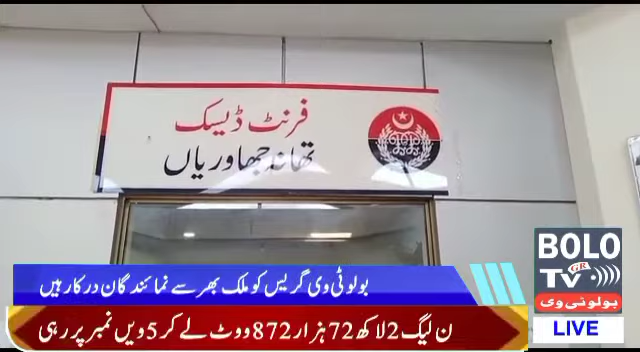 فرنٹ ڈیسک
تھانہ جھاوریاں
BOLO
TV GR
بولو ٹی وی
LIVE
بولو ٹی وی گریس کو ملک بھر سے نمائندگان درکار ہیں
ن لیگ 2 لاکھ 72 ہزار 872 ووٹ لے کر 5 ویں نمبر پر رہی